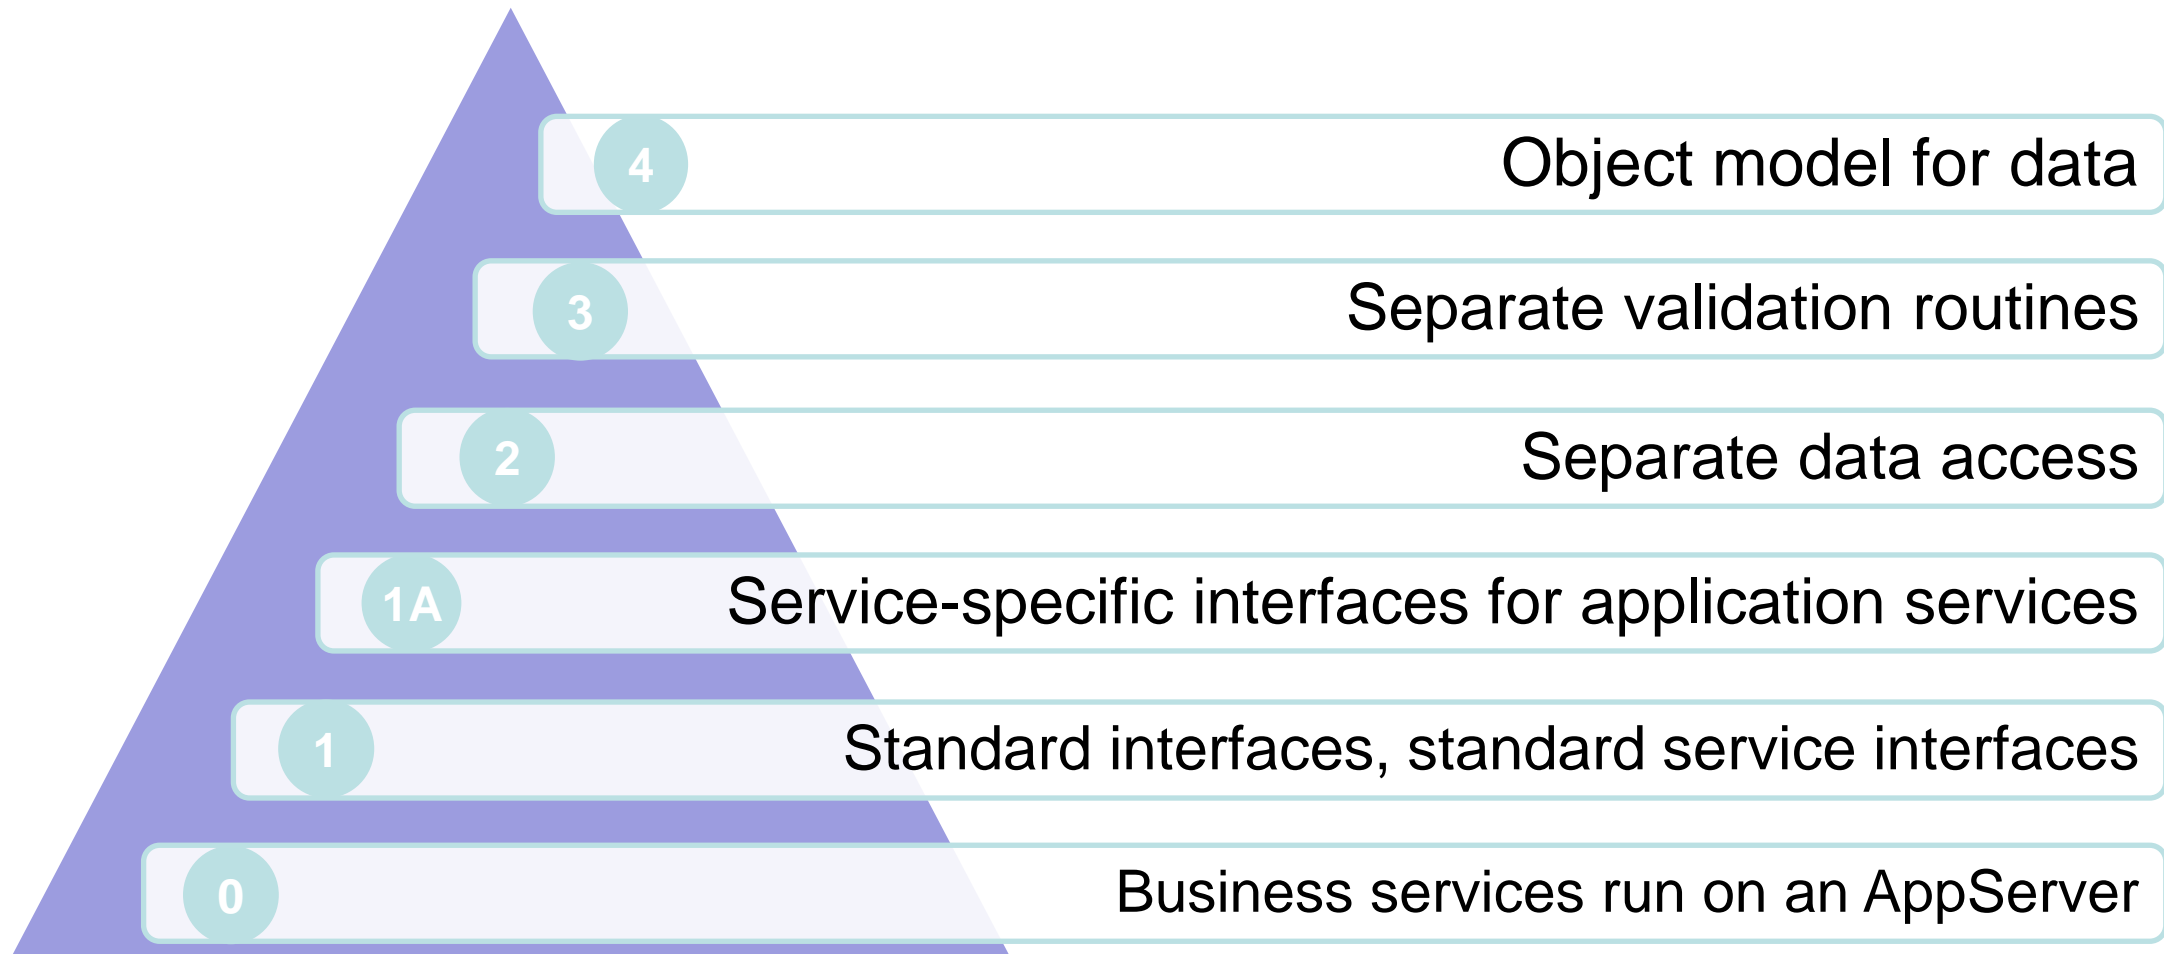 4 Object model for data
3 Separate validation routines
2 Separate data access
1A Service-specific interfaces for application services
1 Standard interfaces, standard service interfaces
0 Business services run on an AppServer